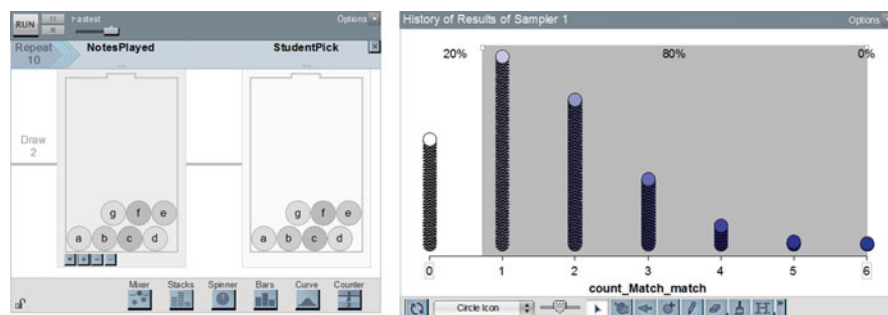 RUN
Fastest
Options
Repeat
10
NotesPlayed
StudentPick
Draw
2
g f e
a b c d
g f e
a b c d
Mixer Stacks Spinner Bars Curve Counter
History of Results of Sampler 1
Options
20% 80% 0%
0 1 2 3 4 5 6
count_Match_match
Circle Icon